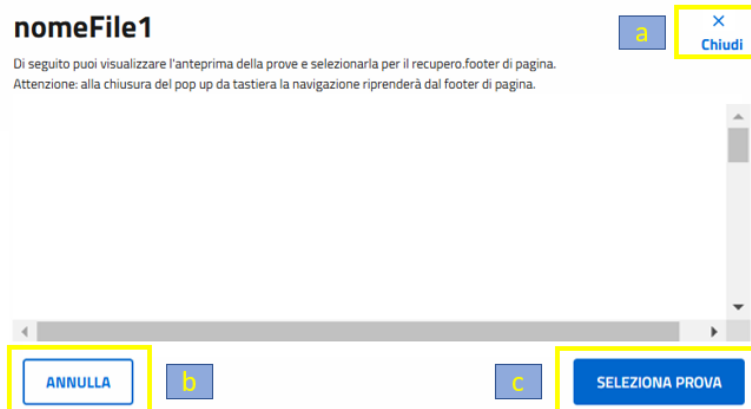 nomeFile1
a
Chiudi
Di seguito puoi visualizzare l'anteprima della prove e selezionarla per il recupero.footer di pagina.
Attenzione: alla chiusura del pop up da tastiera la navigazione riprenderà dal footer di pagina.
ANNULLA
b
c
SELEZIONA PROVA